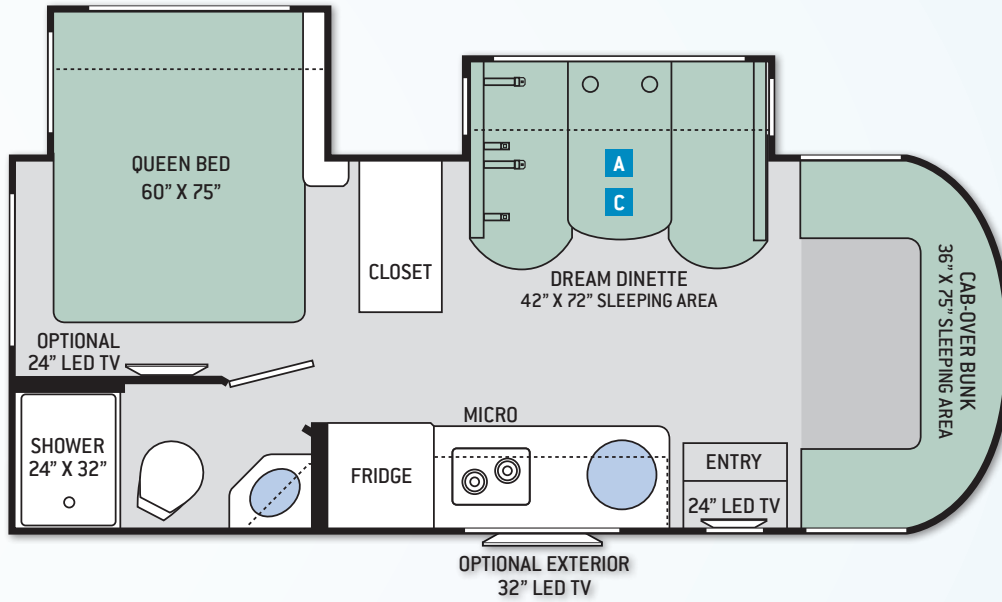 QUEEN BED
60” X 75”
A
C
CLOSET
DREAM DINETTE
42” X 72” SLEEPING AREA
CAB-OVER BUNK
36” X 75” SLEEPING AREA
OPTIONAL
24” LED TV
SHOWER
24” X 32”
MICRO
FRIDGE
ENTRY
24” LED TV
OPTIONAL EXTERIOR
32” LED TV